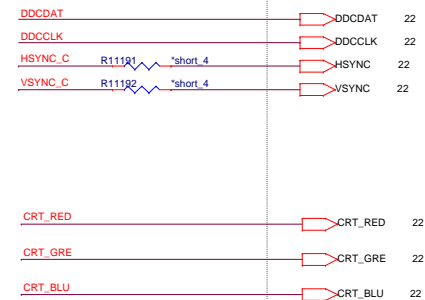 DDCDAT DDCDAT 22
DDCCLK DDCCLK 22
HSYNC_C R11191 *short_4 HSYNC 22
VSYNC_C R11192 *short_4 VSYNC 22
CRT_RED CRT_RED 22
CRT_GRE CRT_GRE 22
CRT_BLU CRT_BLU 22